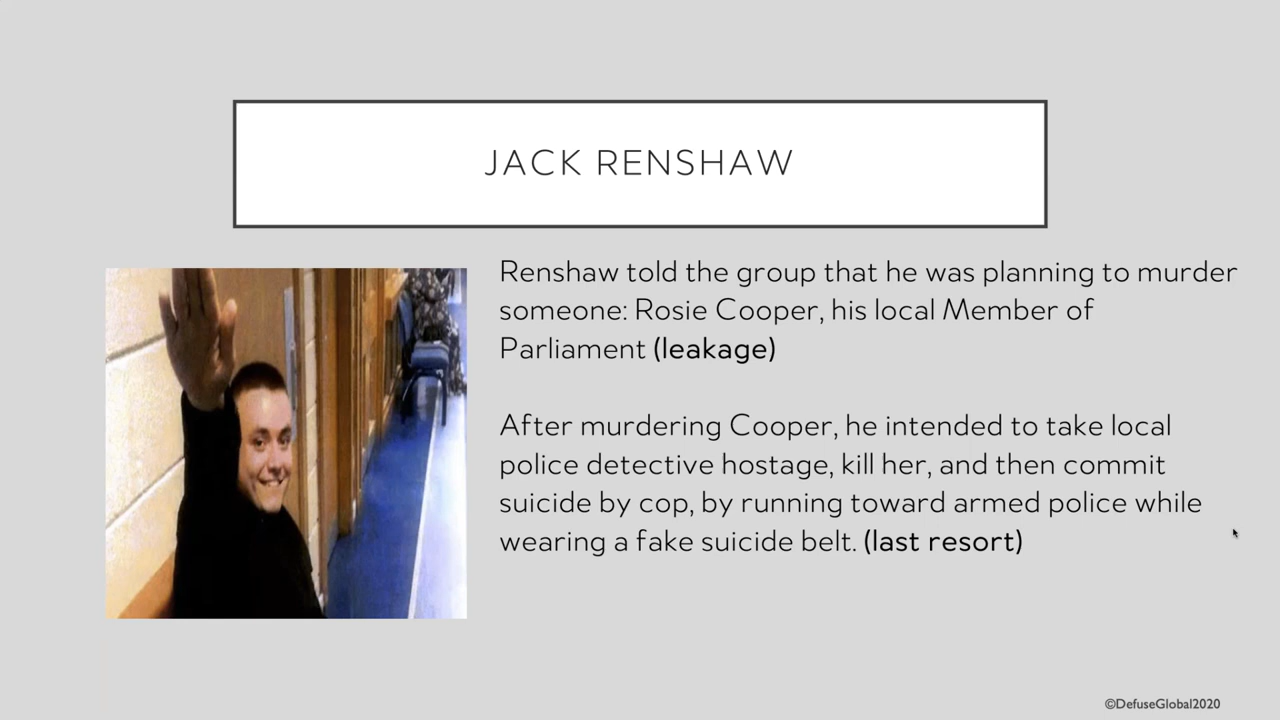 JACK RENSHAW
Renshaw told the group that he was planning to murder
someone: Rosie Cooper, his local Member of
Parliament (leakage)
After murdering Cooper, he intended to take local
police detective hostage, kill her, and then commit
suicide by cop, by running toward armed police while
wearing a fake suicide belt. (last resort)
©DefuseGlobal2020